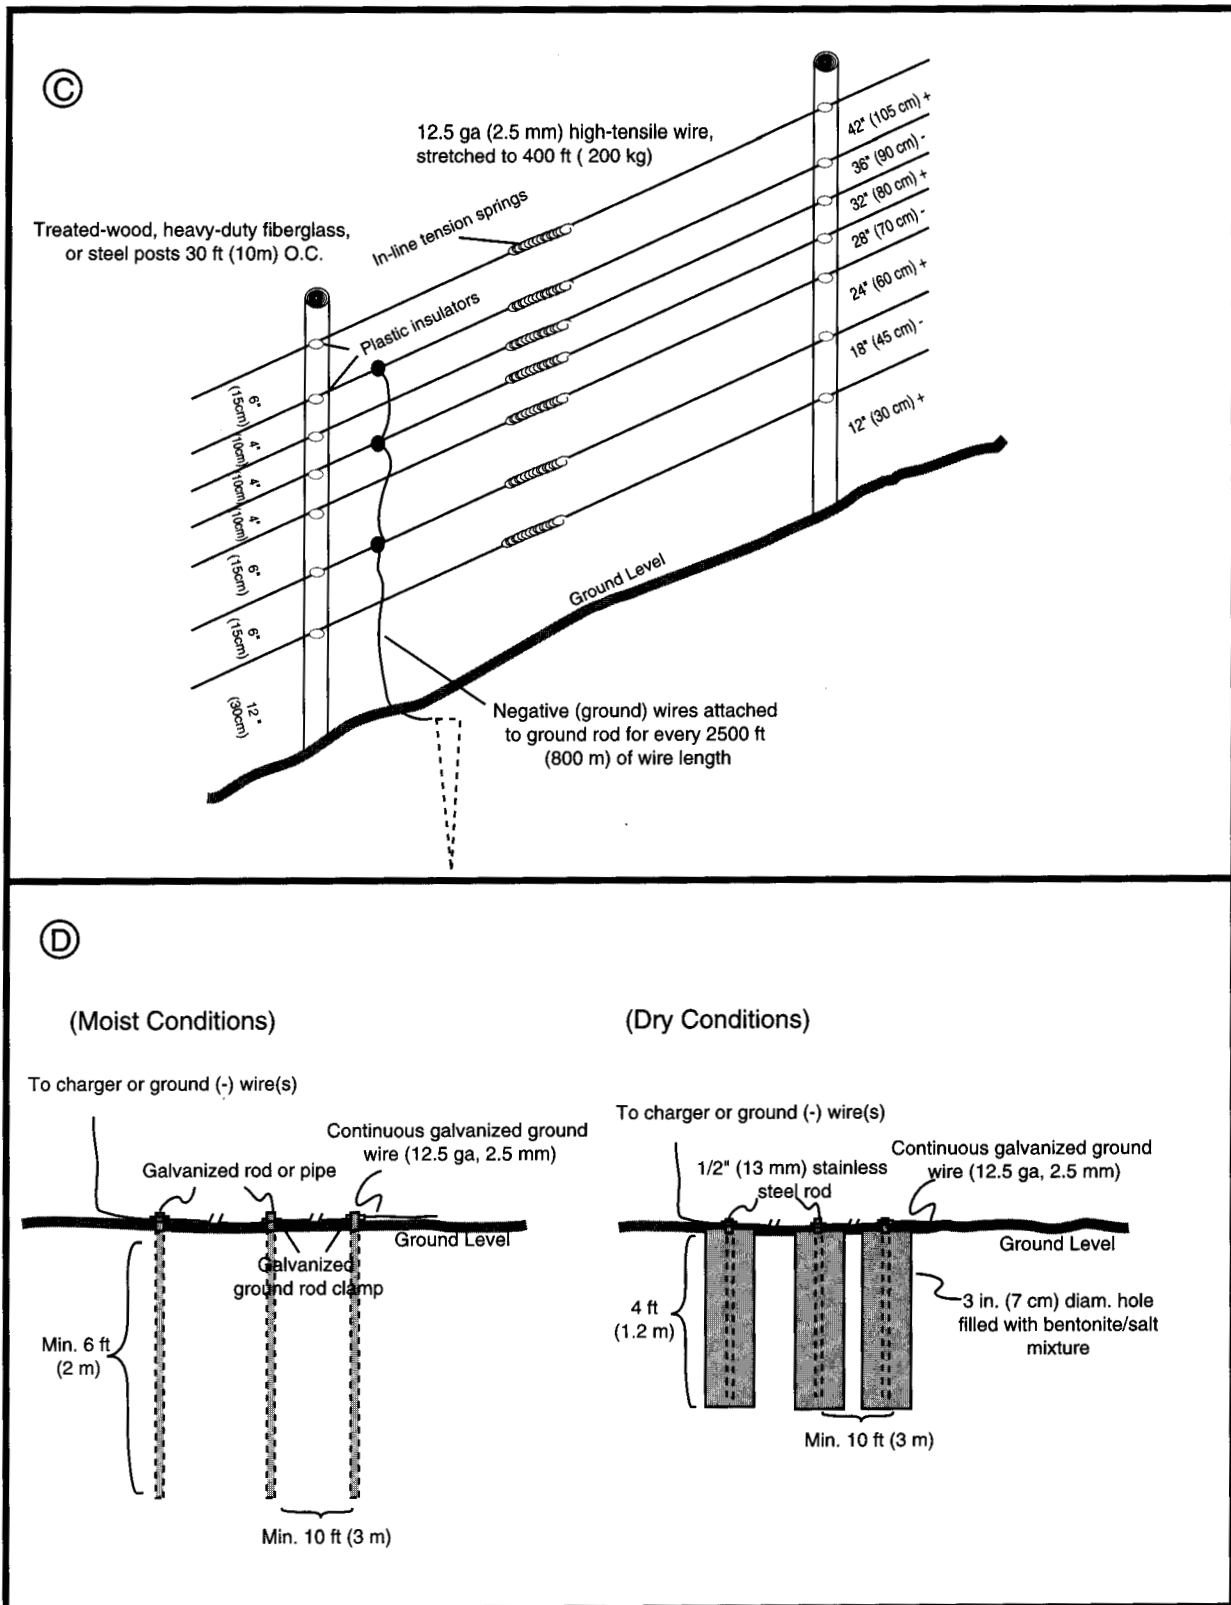 C
12.5 ga (2.5 mm) high-tensile wire,
stretched to 400 ft ( 200 kg)
Treated-wood, heavy-duty fiberglass,
or steel posts 30 ft (10m) O.C.
In-line tension springs
Plastic insulators
42" (105 cm) +
36" (90 cm) -
32" (80 cm) +
28" (70 cm) -
24" (60 cm) +
18" (45 cm) -
12" (30 cm) +
6"
(15cm)
4"
(10cm)
4"
(10cm)
4"
(10cm)
6"
(15cm)
6"
(15cm)
12 "
(30cm)
Ground Level
Negative (ground) wires attached
to ground rod for every 2500 ft
(800 m) of wire length
D
(Moist Conditions)
To charger or ground (-) wire(s)
Continuous galvanized ground
wire (12.5 ga, 2.5 mm)
Galvanized rod or pipe
Ground Level
Galvanized
ground rod clamp
Min. 6 ft
(2 m)
Min. 10 ft (3 m)
(Dry Conditions)
To charger or ground (-) wire(s)
Continuous galvanized ground
wire (12.5 ga, 2.5 mm)
1/2" (13 mm) stainless
steel rod
Ground Level
4 ft
(1.2 m)
3 in. (7 cm) diam. hole
filled with bentonite/salt
mixture
Min. 10 ft (3 m)